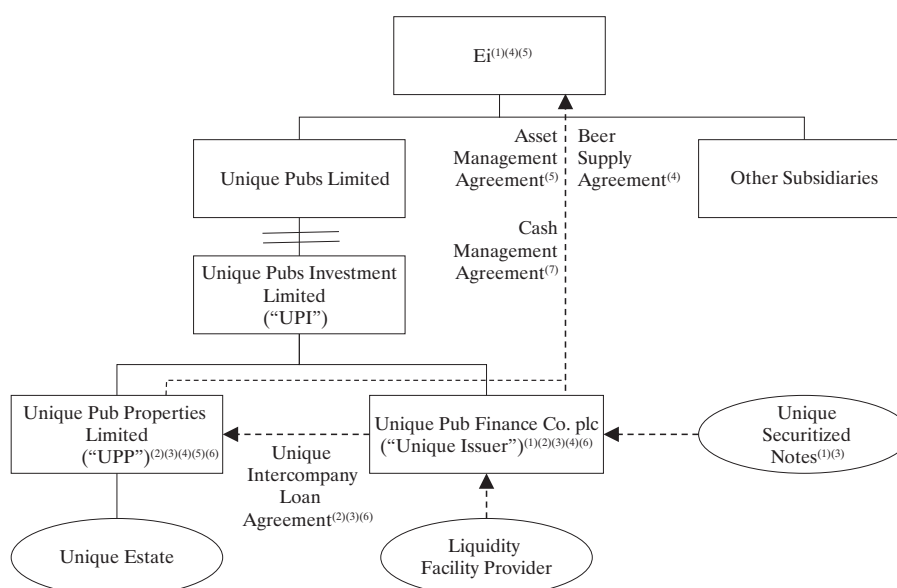 Ei(1)(4)(5)
Unique Pubs Limited
Asset
Management
Agreement(5)
Beer
Supply
Agreement(4)
Other Subsidiaries
Cash
Management
Agreement(7)
Unique Pubs Investment
Limited
(“UPI”)
Unique Pub Properties
Limited
(“UPP”)(2)(3)(4)(5)(6)
Unique
Intercompany
Loan
Agreement(2)(3)(6)
Unique Pub Finance Co. plc
(“Unique Issuer”)(1)(2)(3)(4)(6)
Unique
Securitized
Notes(1)(3)
Unique Estate
Liquidity
Facility Provider